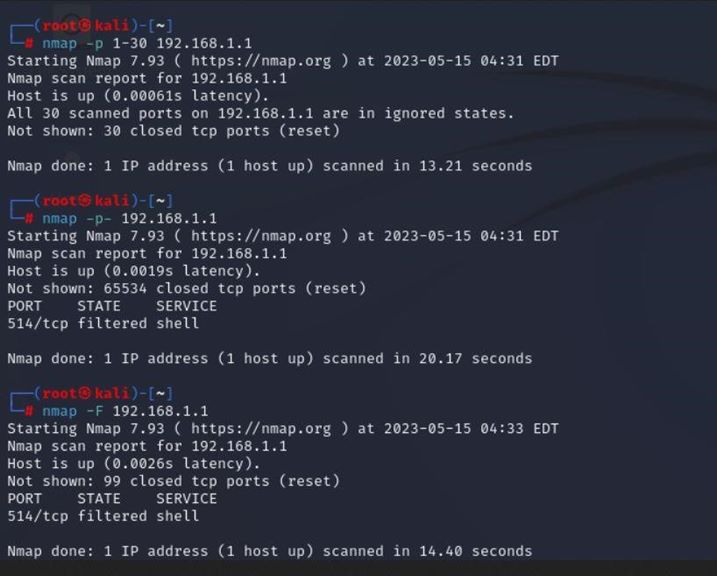 ┌──(root㉿kali)-[~]
└─# nmap -p 1-30 192.168.1.1
Starting Nmap 7.93 ( https://nmap.org ) at 2023-05-15 04:31 EDT
Nmap scan report for 192.168.1.1
Host is up (0.00061s latency).
All 30 scanned ports on 192.168.1.1 are in ignored states.
Not shown: 30 closed tcp ports (reset)
Nmap done: 1 IP address (1 host up) scanned in 13.21 seconds
┌──(root㉿kali)-[~]
└─# nmap -p- 192.168.1.1
Starting Nmap 7.93 ( https://nmap.org ) at 2023-05-15 04:31 EDT
Nmap scan report for 192.168.1.1
Host is up (0.0019s latency).
Not shown: 65534 closed tcp ports (reset)
PORT    STATE    SERVICE
514/tcp filtered shell
Nmap done: 1 IP address (1 host up) scanned in 20.17 seconds
┌──(root㉿kali)-[~]
└─# nmap -F 192.168.1.1
Starting Nmap 7.93 ( https://nmap.org ) at 2023-05-15 04:33 EDT
Nmap scan report for 192.168.1.1
Host is up (0.0026s latency).
Not shown: 99 closed tcp ports (reset)
PORT    STATE    SERVICE
514/tcp filtered shell
Nmap done: 1 IP address (1 host up) scanned in 14.40 seconds